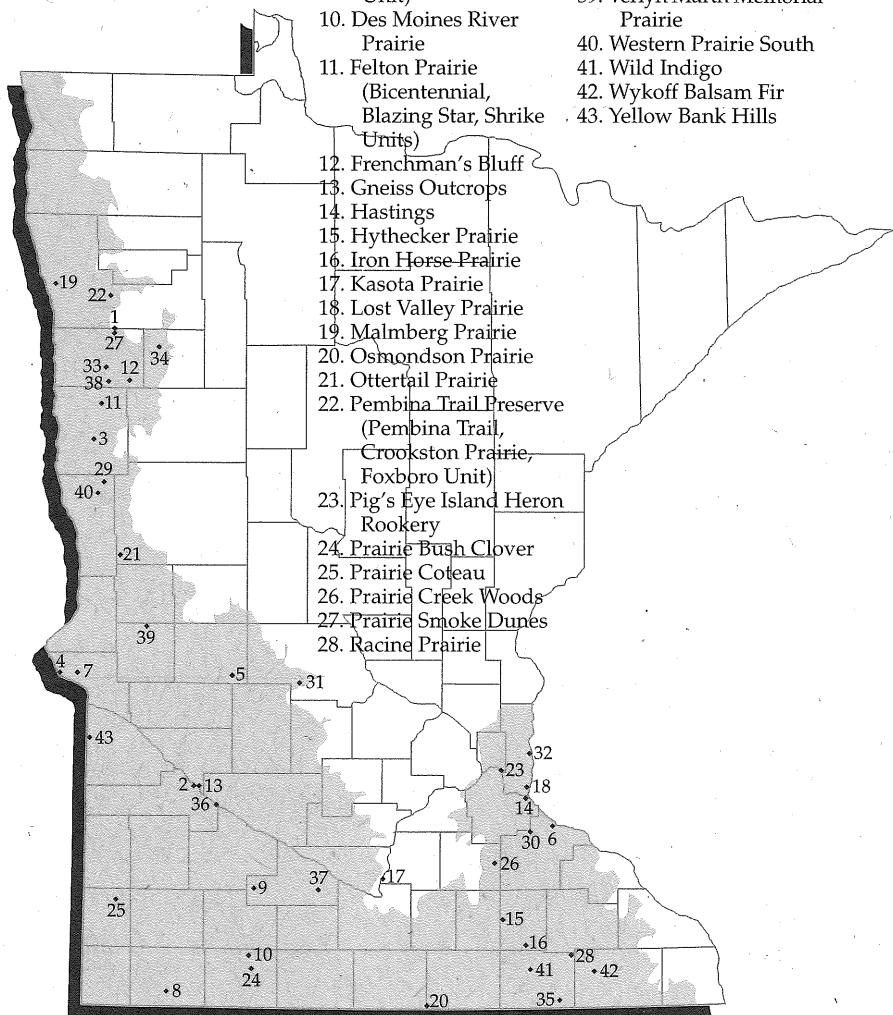 Unit)
10. Des Moines River
Prairie
11. Felton Prairie
(Bicentennial,
Blazing Star, Shrike
Units)
12. Frenchman's Bluff
13. Gneiss Outcrops
14. Hastings
15. Hythecker Prairie
16. Iron Horse Prairie
17. Kasota Prairie
18. Lost Valley Prairie
19. Malmberg Prairie
20. Osmondson Prairie
21. Ottertail Prairie
22. Pembina Trail Preserve
(Pembina Trail,
Crookston Prairie,
Foxboro Unit)
23. Pig's Eye Island Heron
Rookery
24. Prairie Bush Clover
25. Prairie Coteau
26. Prairie Creek Woods
27. Prairie Smoke Dunes
28. Racine Prairie
Prairie
40. Western Prairie South
41. Wild Indigo
42. Wykoff Balsam Fir
43. Yellow Bank Hills
19
22
1
27
34
33
12
38
11
3
29
40
21
39
4
7
5
31
43
32
23
2
13
18
36
14
6
30
26
17
9
37
25
15
16
10
28
24
41
42
8
20
35